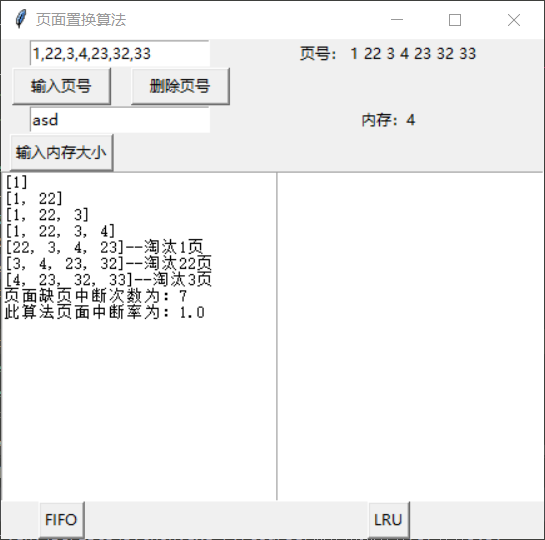 页面置换算法
1,22,3,4,23,32,33
页号： 1 22 3 4 23 32 33
输入页号 删除页号
asd
内存：4
输入内存大小
[1]
[1, 22]
[1, 22, 3]
[1, 22, 3, 4]
[22, 3, 4, 23]--淘汰1页
[3, 4, 23, 32]--淘汰22页
[4, 23, 32, 33]--淘汰3页
页面缺页中断次数为：7
此算法页面中断率为：1.0
FIFO LRU